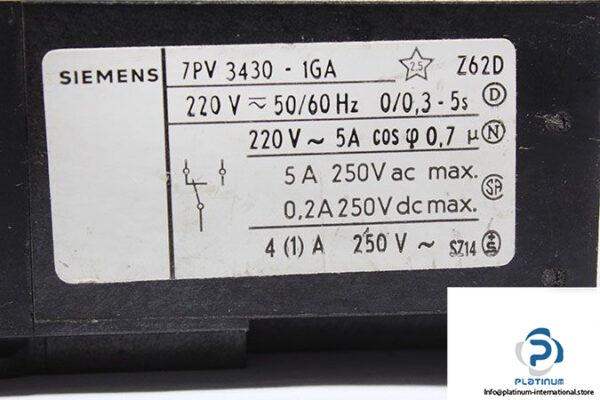 SIEMENS
7PV 3430 - 1GA
2.5
Z62D
220 V ≂ 50/60 Hz 0/0,3 - 5s
D
220 V ~ 5A cos φ 0,7 µ
N
5 A 250V ac max.
0,2A 250V dc max.
SA
4 (1) A 250 V ~
SZ14
+S
P
PLATINUM
Info@platinum-international.store